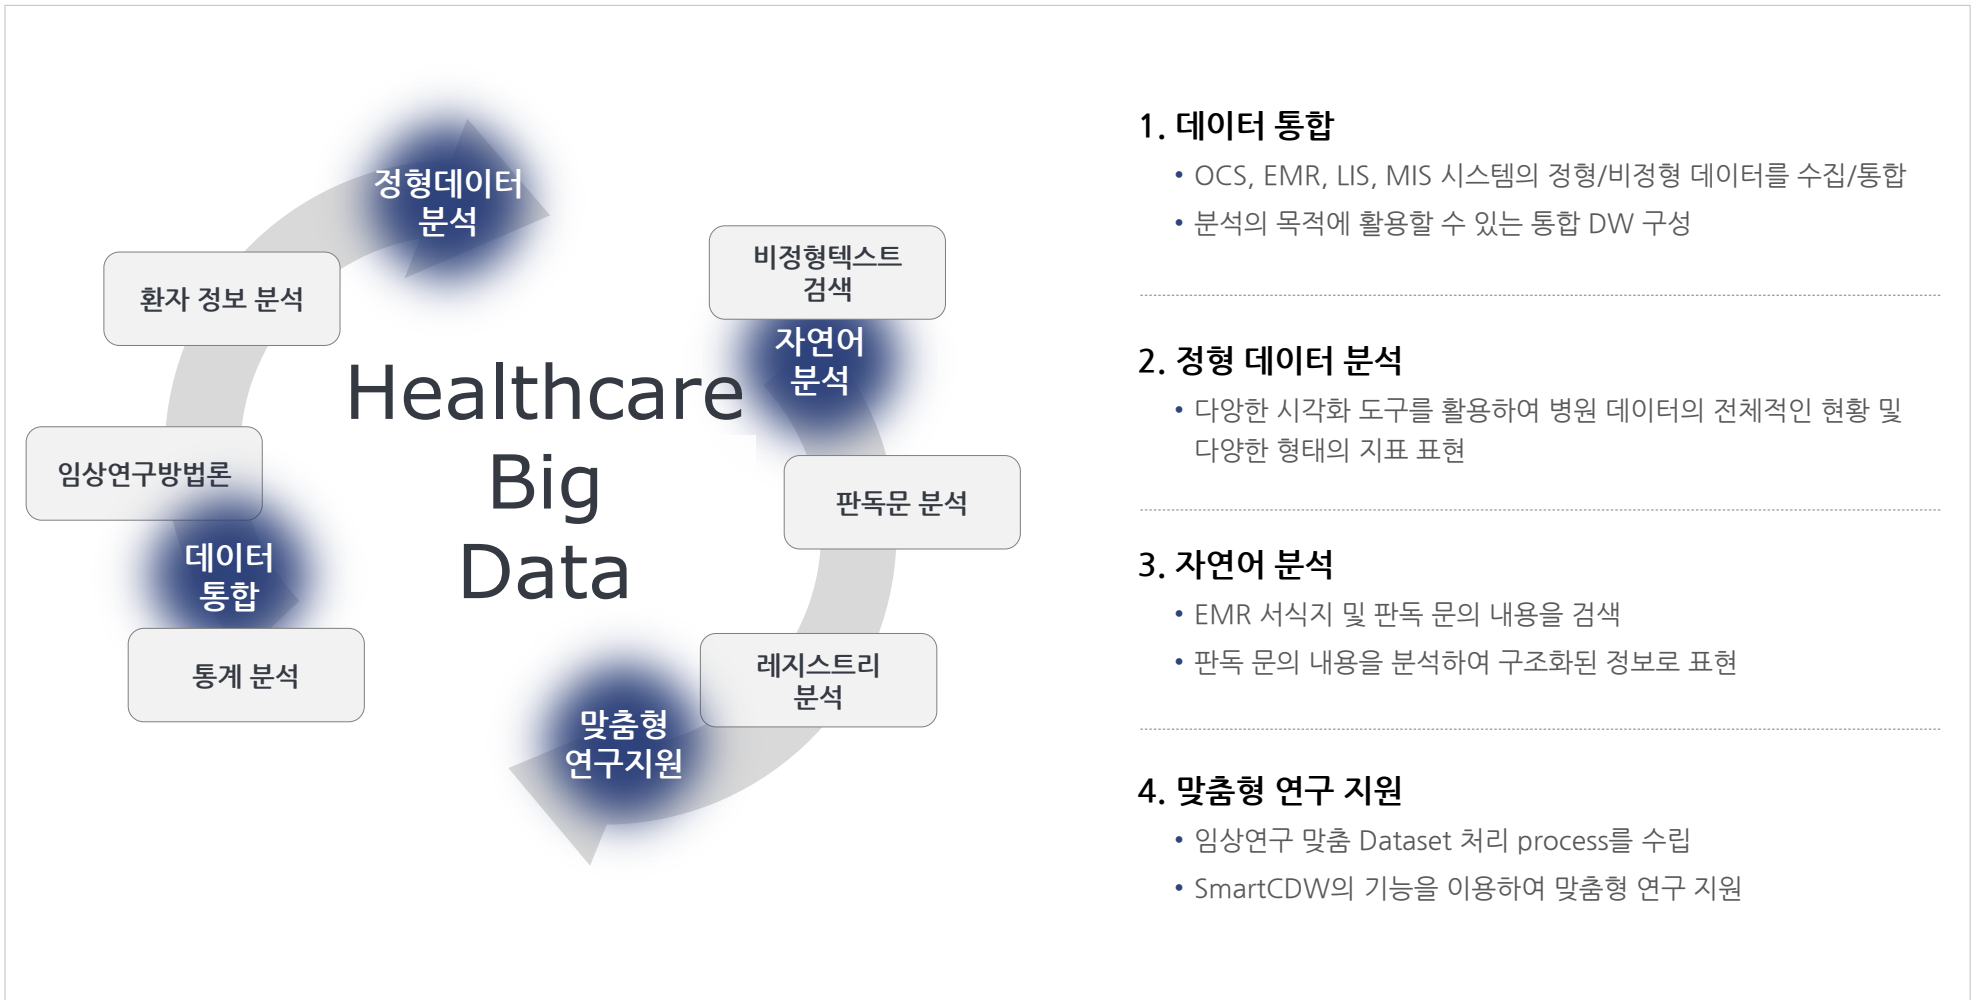 정형데이터
분석
환자 정보 분석
임상연구방법론
데이터
통합
통계 분석
Healthcare
Big
Data
비정형텍스트
검색
자연어
분석
판독문 분석
레지스트리
분석
맞춤형
연구지원
1. 데이터 통합
• OCS, EMR, LIS, MIS 시스템의 정형/비정형 데이터를 수집/통합
• 분석의 목적에 활용할 수 있는 통합 DW 구성
2. 정형 데이터 분석
• 다앙한 시각화 도구를 활용하여 병원 데이터의 전체적인 현황 및
다양한 형태의 지표 표현
3. 자연어 분석
• EMR 서식지 및 판독 문의 내용을 검색
• 판독 문의 내용을 분석하여 구조화된 정보로 표현
4. 맞춤형 연구 지원
• 임상연구 맞춤 Dataset 처리 process를 수립
• SmartCDW의 기능을 이용하여 맞춤형 연구 지원